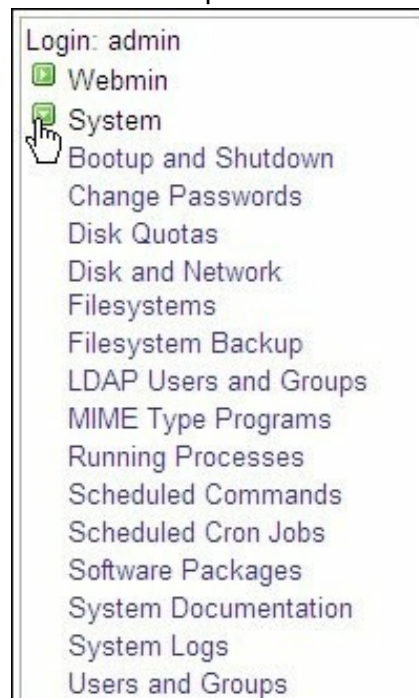 Login: admin
Webmin
System
Bootup and Shutdown
Change Passwords
Disk Quotas
Disk and Network
Filesystems
Filesystem Backup
LDAP Users and Groups
MIME Type Programs
Running Processes
Scheduled Commands
Scheduled Cron Jobs
Software Packages
System Documentation
System Logs
Users and Groups